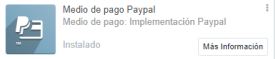 Medio de pago Paypal
Medio de pago: Implementación Paypal
Instalado
Más Información